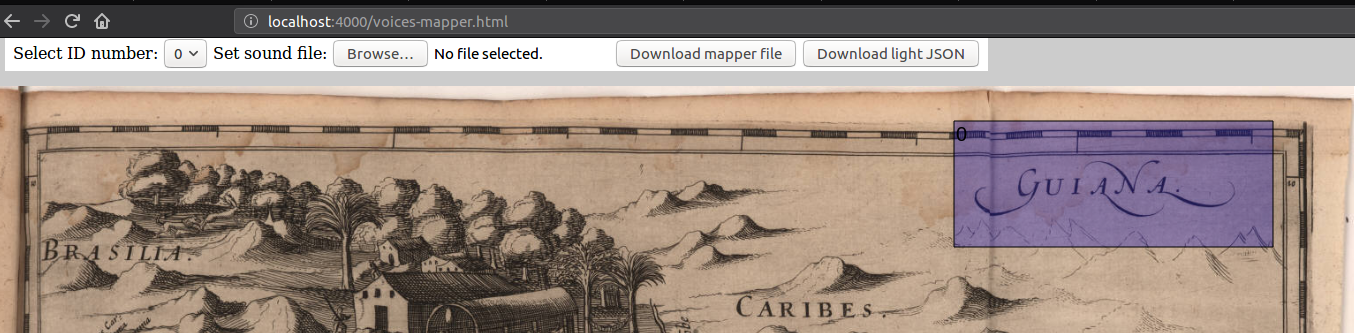 localhost:4000/voices-mapper.html
Select ID number: 0 Set sound file: Browse... No file selected. Download mapper file Download light JSON
0
GUIANA.
BRASILIA.
CARIBES.